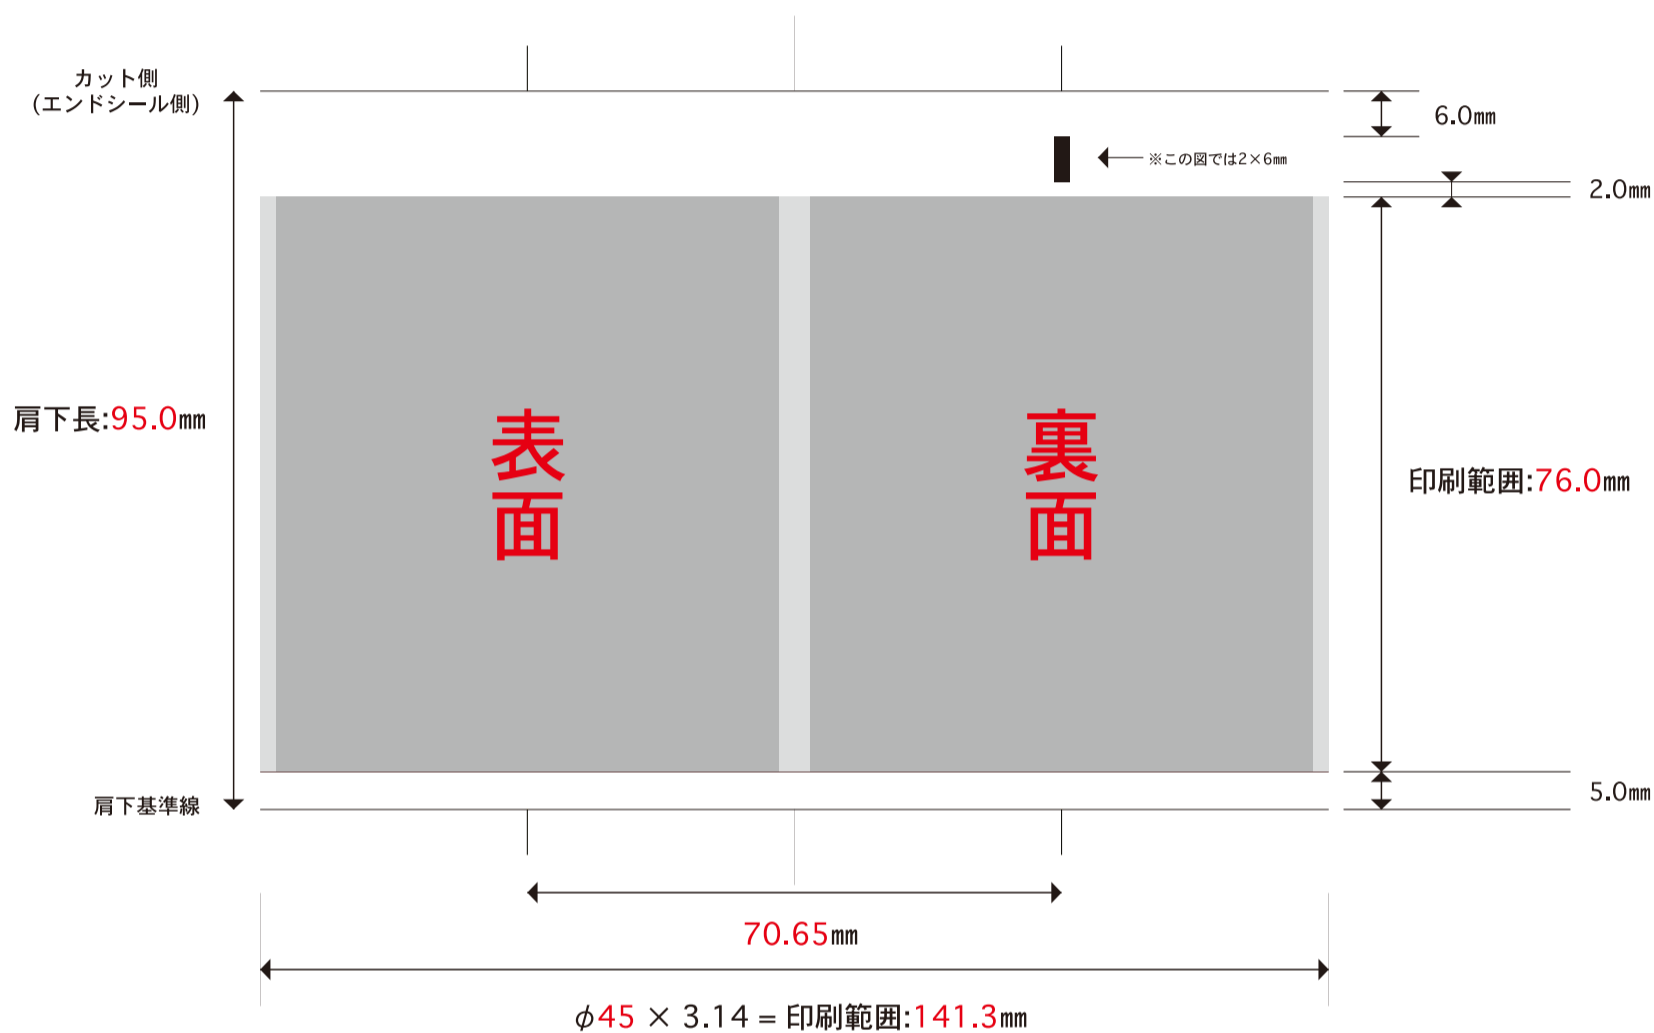 カット側
(エンドシール側)
6.0㎜
※この図では2×6㎜
2.0㎜
肩下長:95.0㎜
表面
裏面
印刷範囲:76.0㎜
肩下基準線
5.0㎜
70.65㎜
φ45 × 3.14 = 印刷範囲:141.3㎜